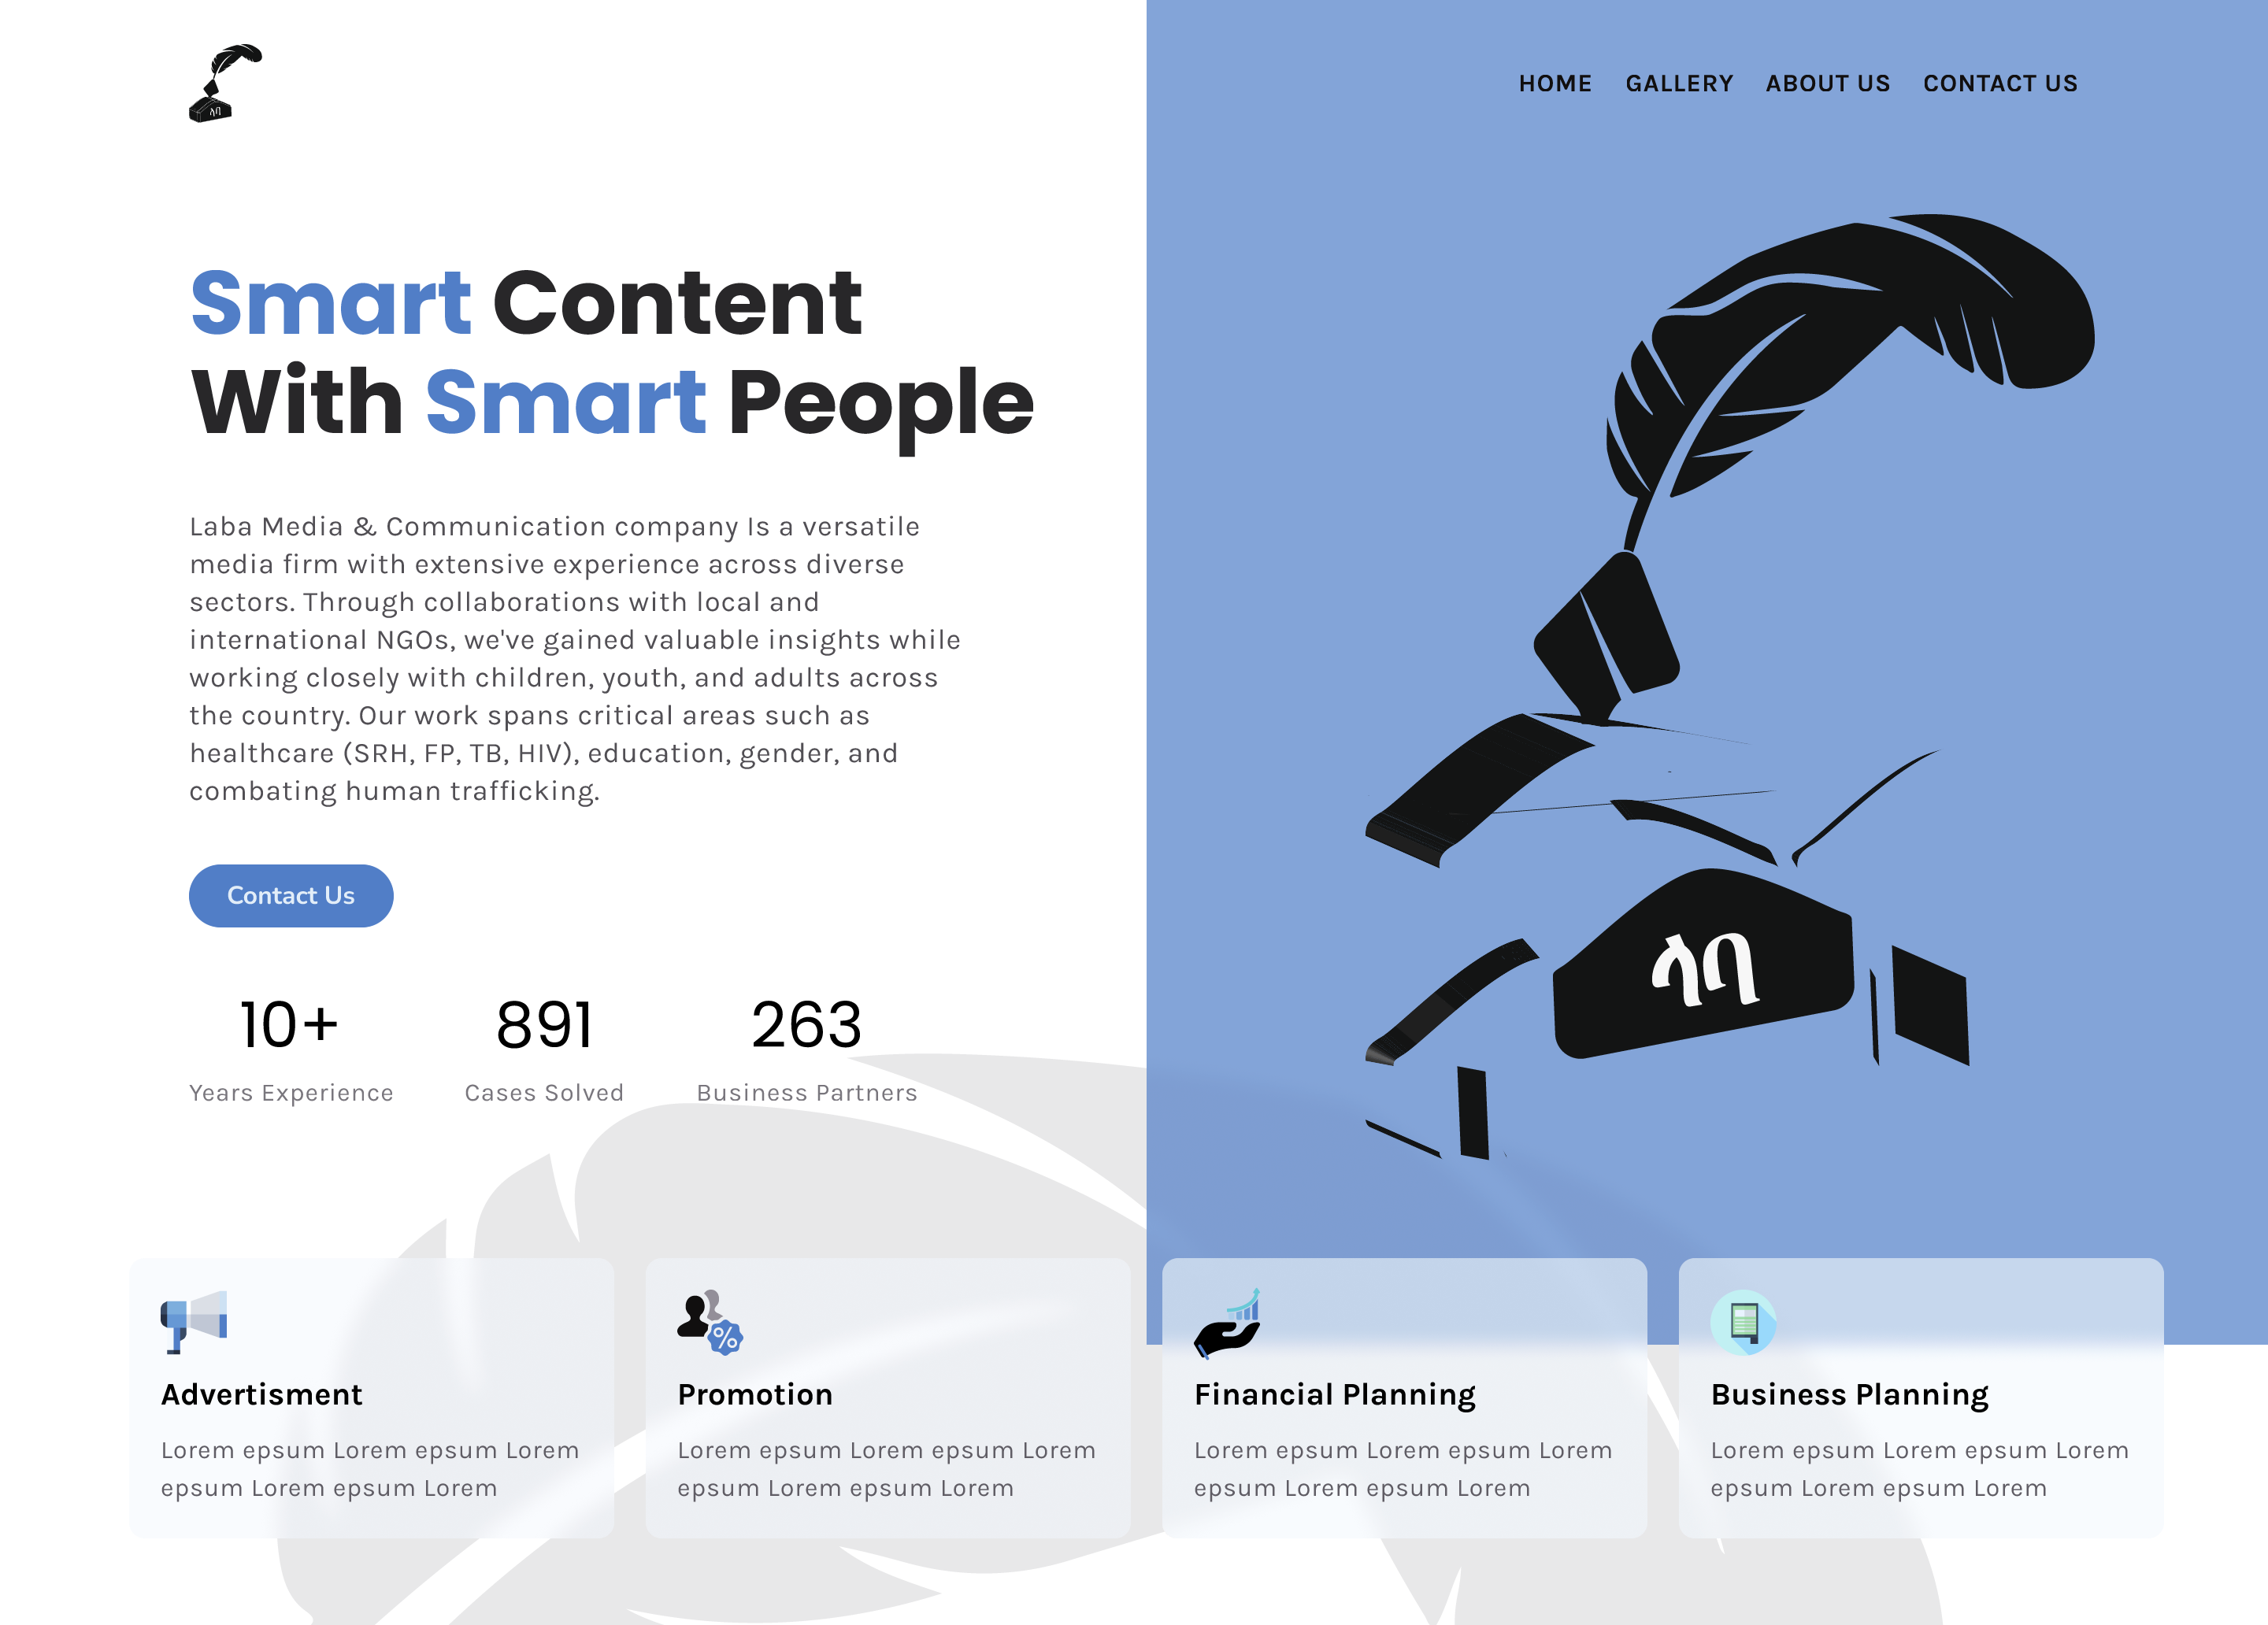 ላባ
HOME GALLERY ABOUT US CONTACT US
Smart Content
With Smart People
Laba Media & Communication company Is a versatile
media firm with extensive experience across diverse
sectors. Through collaborations with local and
international NGOs, we've gained valuable insights while
working closely with children, youth, and adults across
the country. Our work spans critical areas such as
healthcare (SRH, FP, TB, HIV), education, gender, and
combating human trafficking.
Contact Us
ላባ
10+ 891 263
Years Experience Cases Solved Business Partners
%
Advertisment
Lorem epsum Lorem epsum Lorem
epsum Lorem epsum Lorem
Promotion
Lorem epsum Lorem epsum Lorem
epsum Lorem epsum Lorem
Financial Planning
Lorem epsum Lorem epsum Lorem
epsum Lorem epsum Lorem
Business Planning
Lorem epsum Lorem epsum Lorem
epsum Lorem epsum Lorem